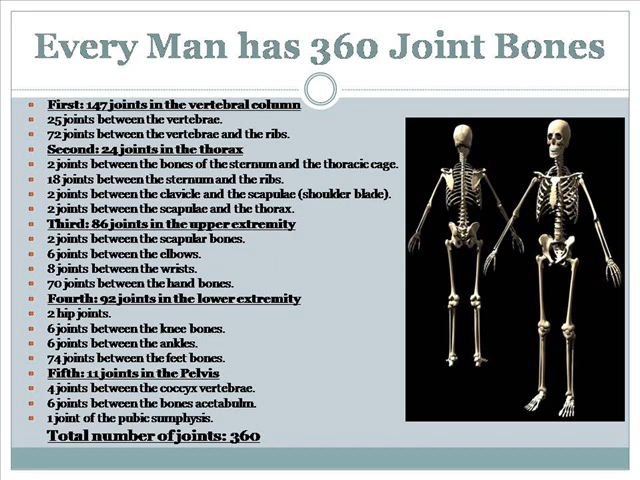 Every Man has 360 Joint Bones
First: 147 joints in the vertebral column
25 joints between the vertebrae.
72 joints between the vertebrae and the ribs.
Second: 24 joints in the thorax
2 joints between the bones of the sternum and the thoracic cage.
18 joints between the sternum and the ribs.
2 joints between the clavicle and the scapulae (shoulder blade).
2 joints between the scapulae and the thorax.
Third: 86 joints in the upper extremity
2 joints between the scapular bones.
6 joints between the elbows.
8 joints between the wrists.
70 joints between the hand bones.
Fourth: 92 joints in the lower extremity
2 hip joints.
6 joints between the knee bones.
6 joints between the ankles.
74 joints between the feet bones.
Fifth: 11 joints in the Pelvis
4 joints between the coccyx vertebrae.
6 joints between the bones acetabulm.
1 joint of the pubic sumphysis.
Total number of joints: 360